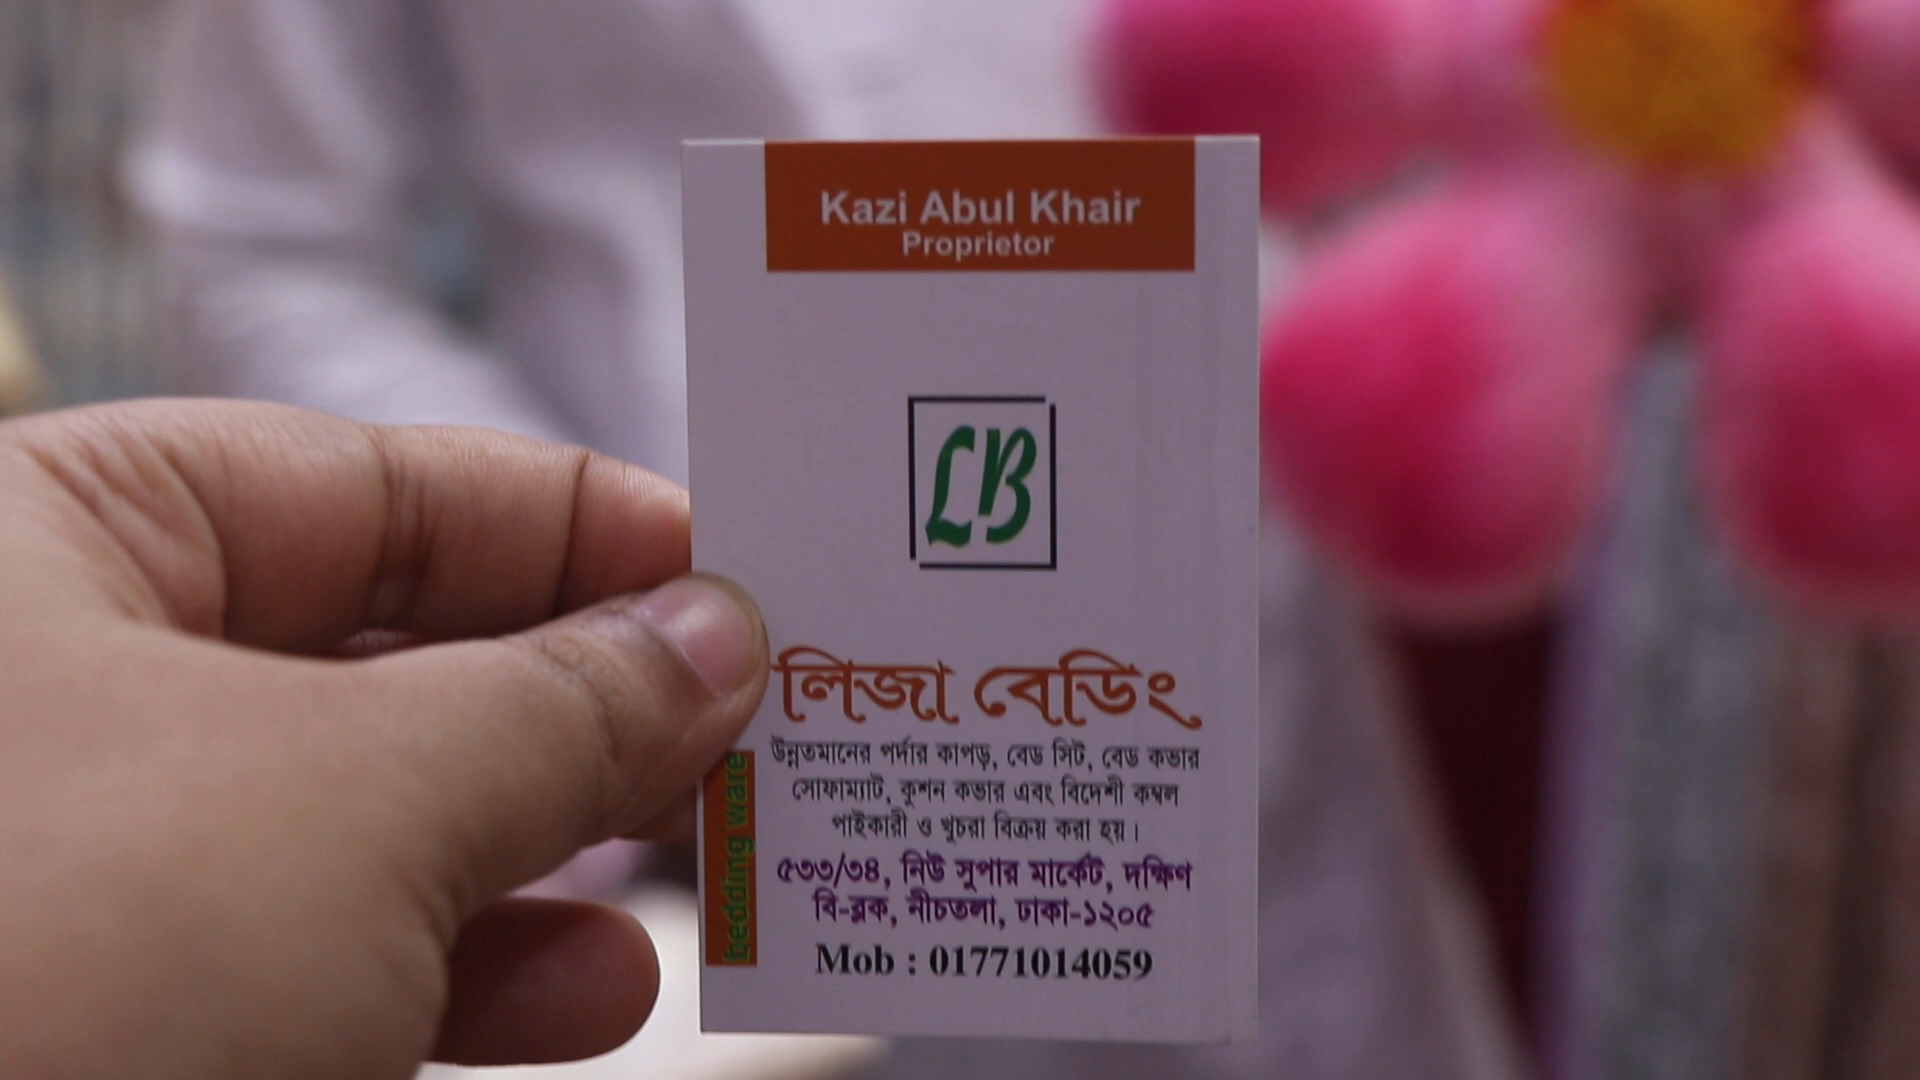 Kazi Abul Khair
Proprietor
LB
লিজা বেডিং
উন্নতমানের পর্দার কাপড়, বেড সিট, বেড কভার
সোফাম্যাট, কুশন কভার এবং বিদেশী কম্বল
পাইকারী ও খুচরা বিক্রয় করা হয়।
৫৩৩/৩৪, নিউ সুপার মার্কেট, দক্ষিণ
বি-ব্লক, নীচতলা, ঢাকা-১২০৫
Mob : 01771014059
bedding ware